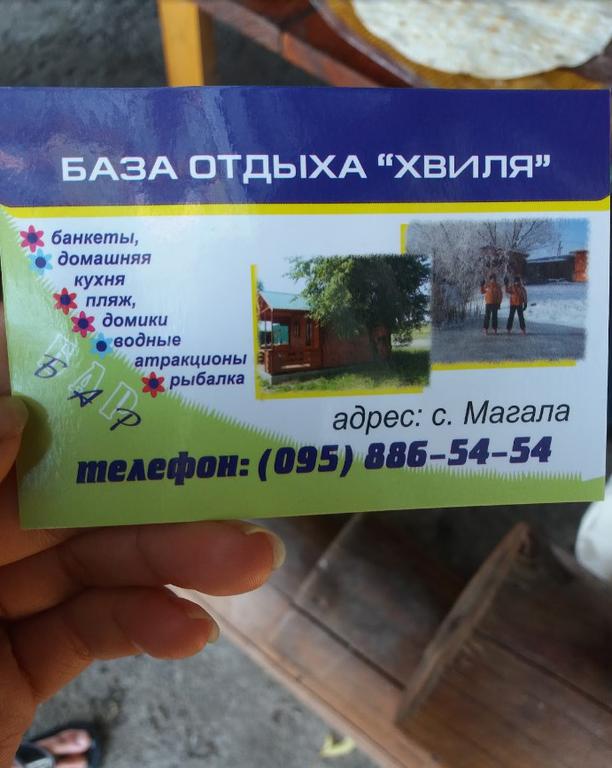 БАЗА ОТДЫХА "ХВИЛЯ"
банкеты,
домашняя
кухня
пляж,
домики
водные
атракционы
рыбалка
БАР
БАР
адрес: с. Магала
телефон: (095) 886-54-54